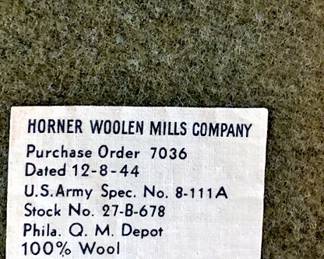 HORNER WOOLEN MILLS COMPANY
Purchase Order 7036
Dated 12-8-44
U.S. Army Spec. No. 8-111A
Stock No. 27-B-678
Phila. Q. M. Depot
100% Wool